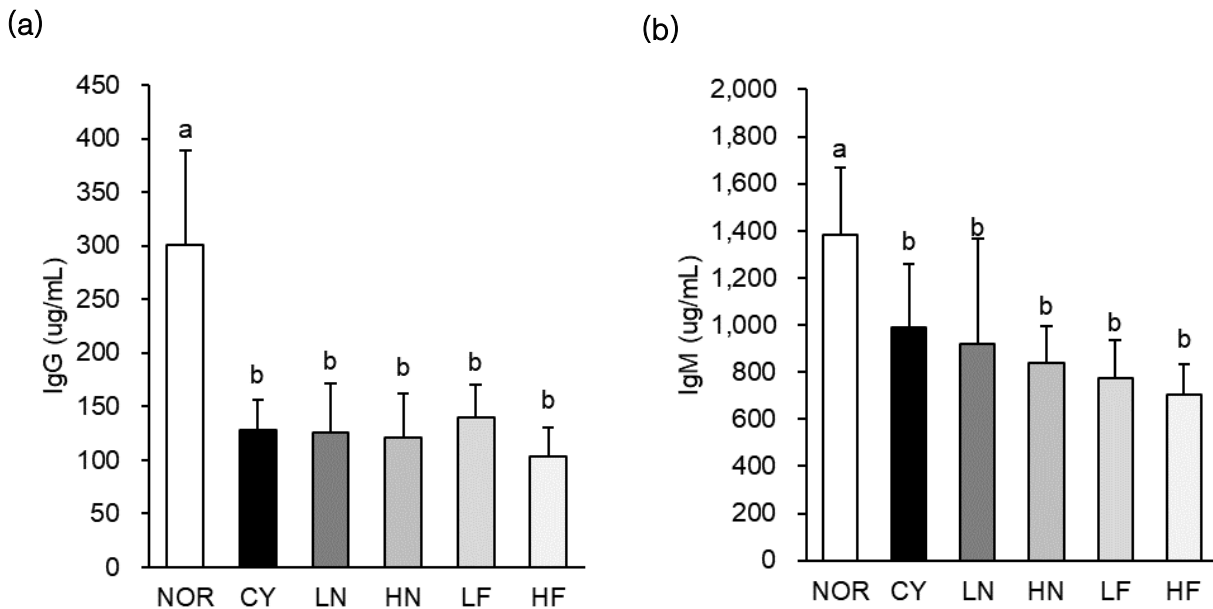 (a)
450
400
350
300
250
200
150
100
50
0
IgG (ug/mL)
a
b
b
b
b
b
NOR CY LN HN LF HF
(b)
2,000
1,800
1,600
1,400
1,200
1,000
800
600
400
200
0
IgM (ug/mL)
a
b
b
b
b
b
NOR CY LN HN LF HF